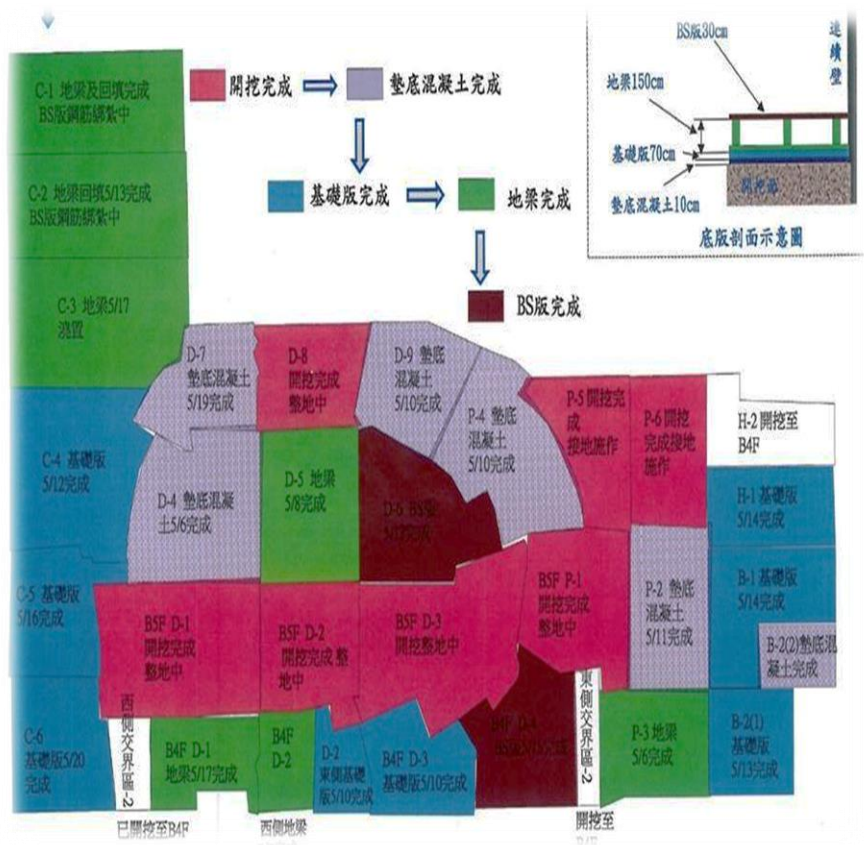 BS版30cm
連續壁
地梁150cm
基礎版70cm
墊底混凝土10cm
底版剖面示意圖
開挖完成
墊底混凝土完成
基礎版完成
地梁完成
BS版完成
C-1 地梁及回填完成
BS版鋼筋綁紮中
C-2 地梁回填5/13完成
BS版鋼筋綁紮中
C-3 地梁5/17
澆置
D-7
墊底混凝土
5/19完成
D-8
開挖完成
整地中
D-9 墊底
混凝土
5/10完成
P-4 墊底
混凝土
5/10完成
P-5 開挖完
成
接地施作
P-6 開挖
完成接地
施作
H-2 開挖至
B4F
C-4 基礎版
5/12完成
D-4 墊底混凝
土5/6完成
D-5 地梁
5/8完成
D-6 BS版
H-1 基礎版
5/14完成
C-5 基礎版
5/16完成
B5F D-1
開挖完成
整地中
B5F D-2
開挖完成 整
地中
B5F D-3
開挖整地中
B5F P-1
開挖完成
整地中
P-2 墊底
混凝土
5/11完成
B-1 基礎版
5/14完成
B-2(2)墊底混
凝土完成
C-6
基礎版5/20
完成
西側交界區-2
B4F D-1
地梁5/17完成
B4F
D-2
D-2
東側基礎
版5/10完成
B4F D-3
基礎版5/10完成
B4F D-4
東側交界區-2
P-3 地梁
5/6完成
B-2(1)
基礎版
5/13完成
已開挖至B4F
西側地梁
開挖至
B4F